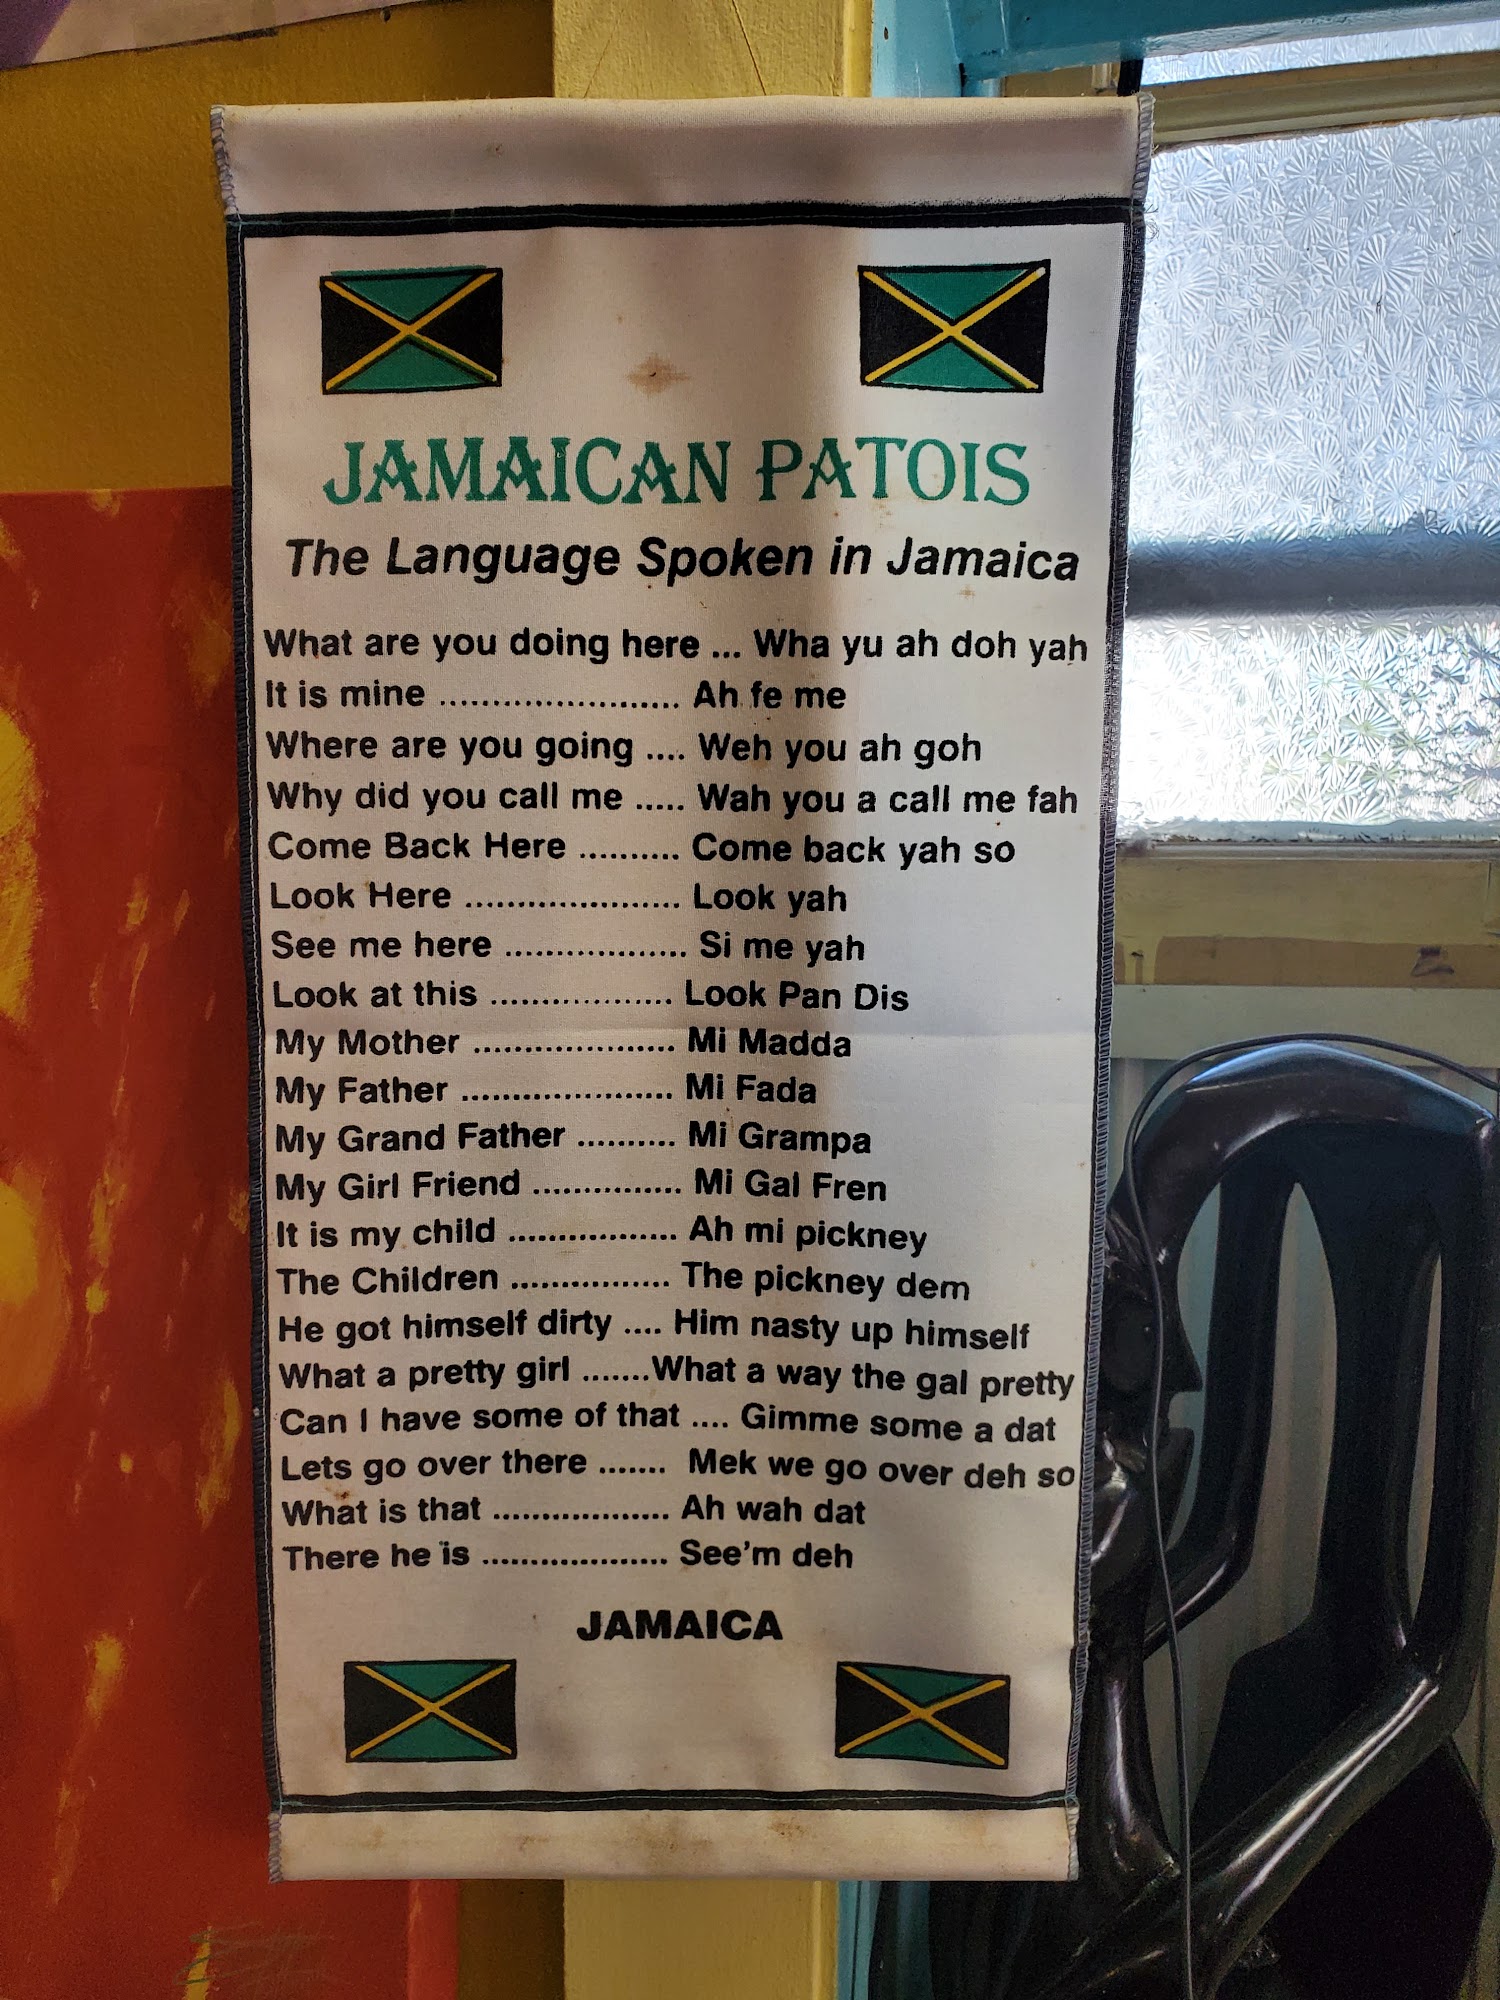 JAMAICAN PATOIS
The Language Spoken in Jamaica
What are you doing here ... Wha yu ah doh yah
It is mine ....................... Ah fe me
Where are you going .... Weh you ah goh
Why did you call me ..... Wah you a call me fah
Come Back Here .......... Come back yah so
Look Here ..................... Look yah
See me here .................. Si me yah
Look at this .................. Look Pan Dis
My Mother .................... Mi Madda
My Father ..................... Mi Fada
My Grand Father .......... Mi Grampa
My Girl Friend ............... Mi Gal Fren
It is my child ................. Ah mi pickney
The Children ................ The pickney dem
He got himself dirty .... Him nasty up himself
What a pretty girl .......What a way the gal pretty
Can I have some of that .... Gimme some a dat
Lets go over there ....... Mek we go over deh so
What is that .................. Ah wah dat
There he is ................... See'm deh
JAMAICA